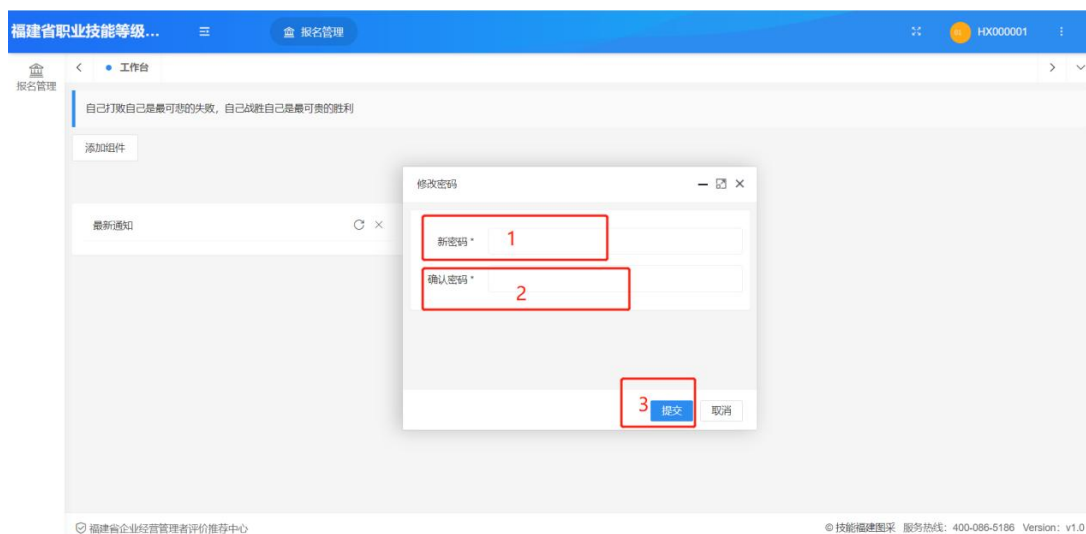 福建省职业技能等级...
报名管理
HX000001
报名管理
工作台
自己打败自己是最可悲的失败，自己战胜自己是最可贵的胜利
添加组件
最新通知
修改密码
新密码 *
1
确认密码 *
2
3
提交
取消
福建省企业经营管理者评价推荐中心
©技能福建图采 服务热线：400-086-5186 Version：v1.0